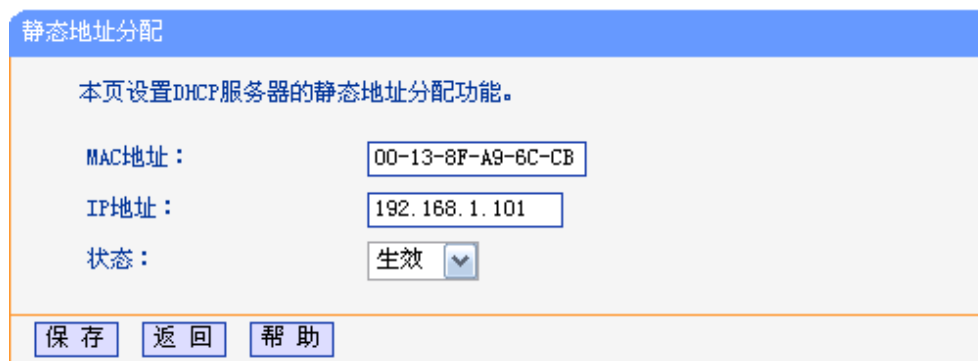 静态地址分配
本页设置DHCP服务器的静态地址分配功能。
MAC地址： 00-13-8F-A9-6C-CB
IP地址： 192.168.1.101
状态： 生效
保 存 返 回 帮 助